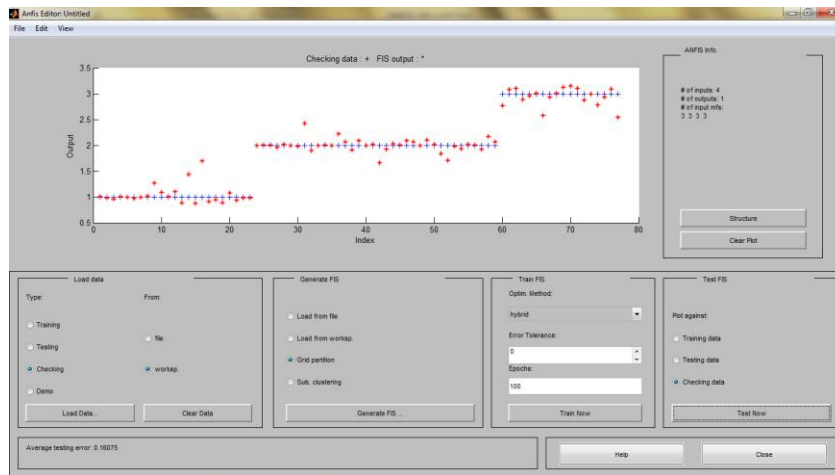 Anfis Editor: Untitled
File Edit View
Checking data : + FIS output : *
3.5
3
2.5
2
1.5
1
0.5
Output
0 10 20 30 40 50 60 70 80
Index
ANFIS Info.
# of inputs: 4
# of outputs: 1
# of input mfs:
3 3 3 3
Structure
Clear Plot
Load data
Type:
From:
Training
Testing
Checking
Demo
file
worksp.
Load Data...
Clear Data
Generate FIS
Load from file
Load from worksp.
Grid partition
Sub. clustering
Generate FIS ...
Train FIS
Optim. Method:
hybrid
Error Tolerance:
0
Epochs:
100
Train Now
Test FIS
Plot against:
Training data
Testing data
Checking data
Test Now
Average testing error: 0.16075
Help
Close